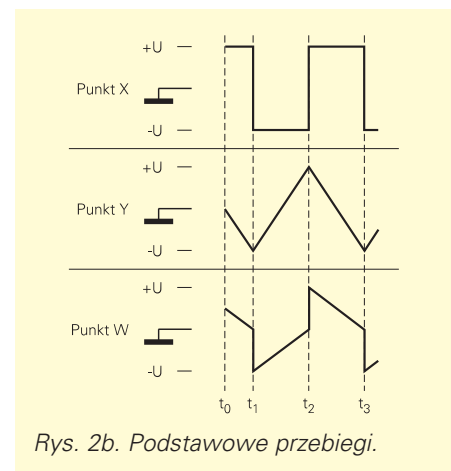 +U
Punkt X
-U
+U
Punkt Y
-U
+U
Punkt W
-U
t0 t1 t2 t3
Rys. 2b. Podstawowe przebiegi.